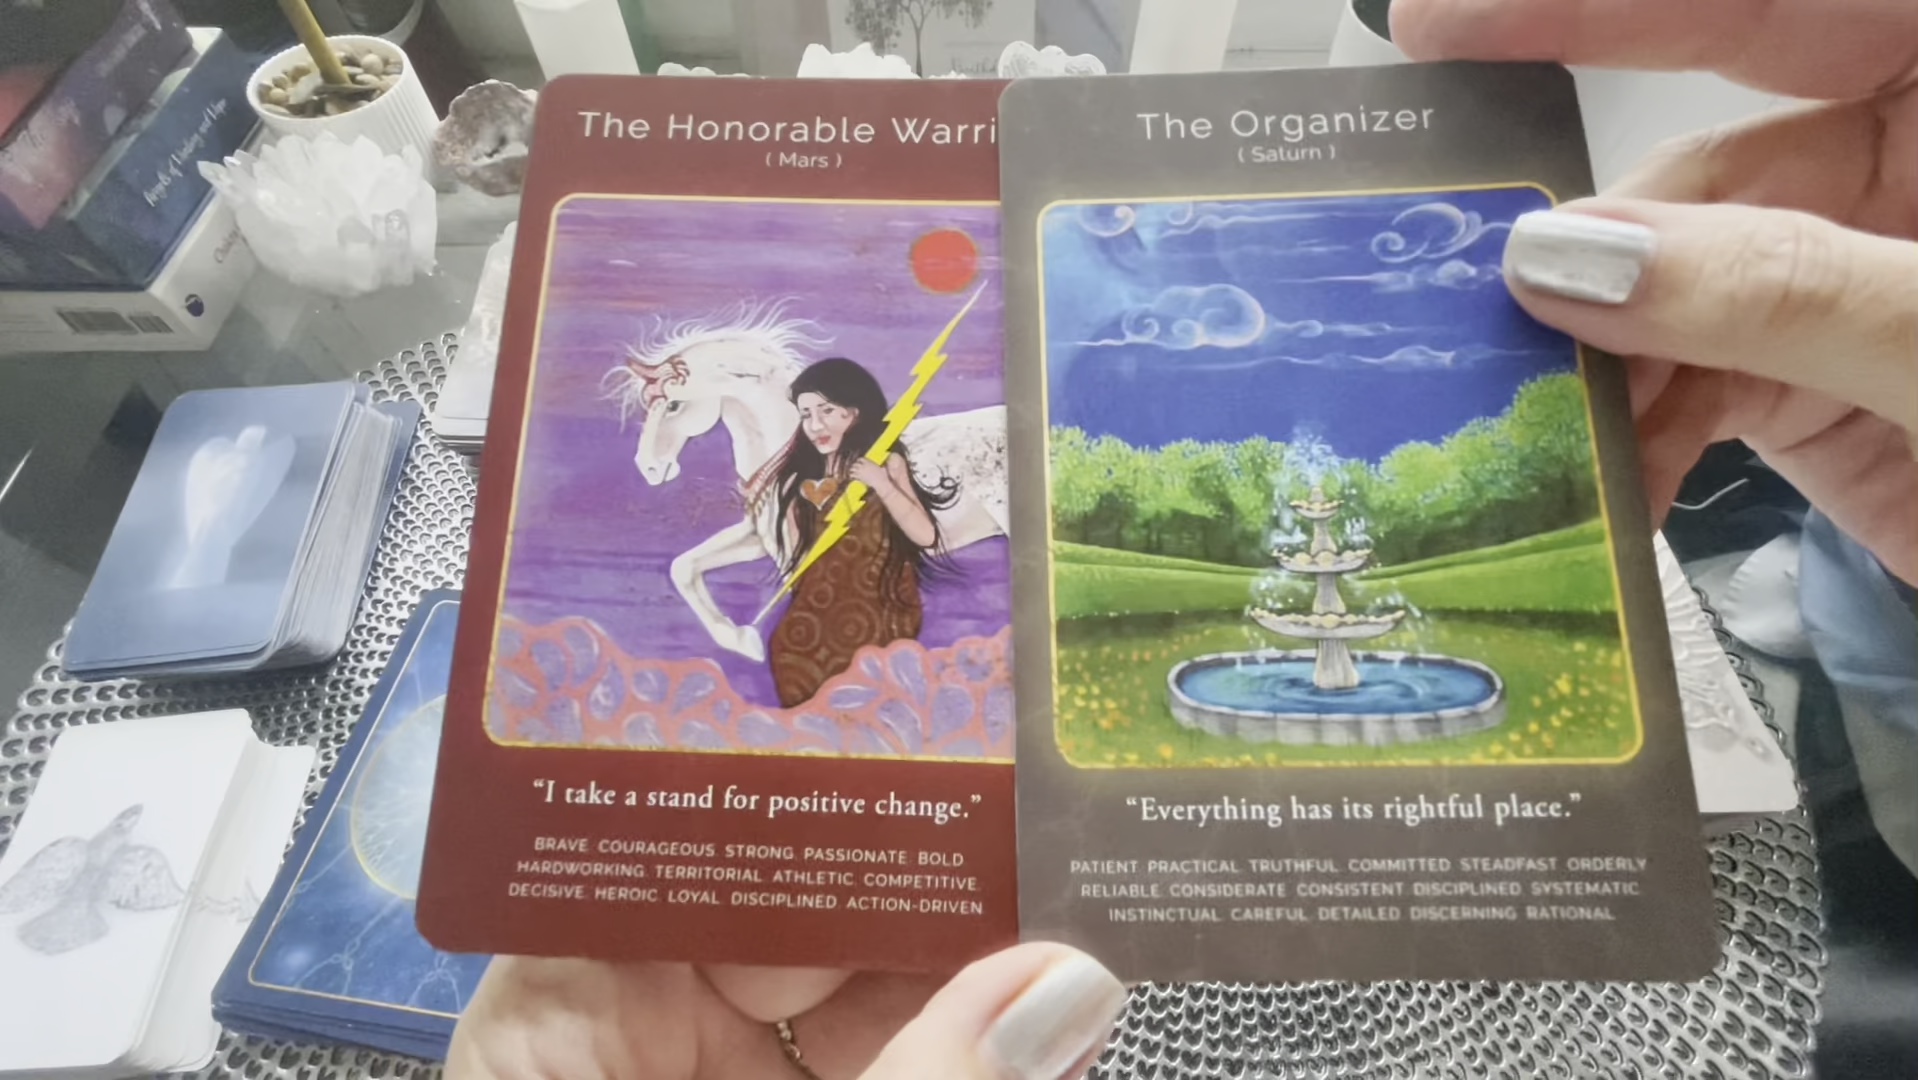 The Honorable Warri
( Mars )
"I take a stand for positive change."
BRAVE COURAGEOUS STRONG PASSIONATE BOLD
HARDWORKING TERRITORIAL ATHLETIC COMPETITIVE
DECISIVE HEROIC LOYAL DISCIPLINED ACTION-DRIVEN
The Organizer
( Saturn )
"Everything has its rightful place."
PATIENT PRACTICAL TRUTHFUL COMMITTED STEADFAST ORDERLY
RELIABLE CONSIDERATE CONSISTENT DISCIPLINED SYSTEMATIC
INSTINCTUAL CAREFUL DETAILED DISCERNING RATIONAL